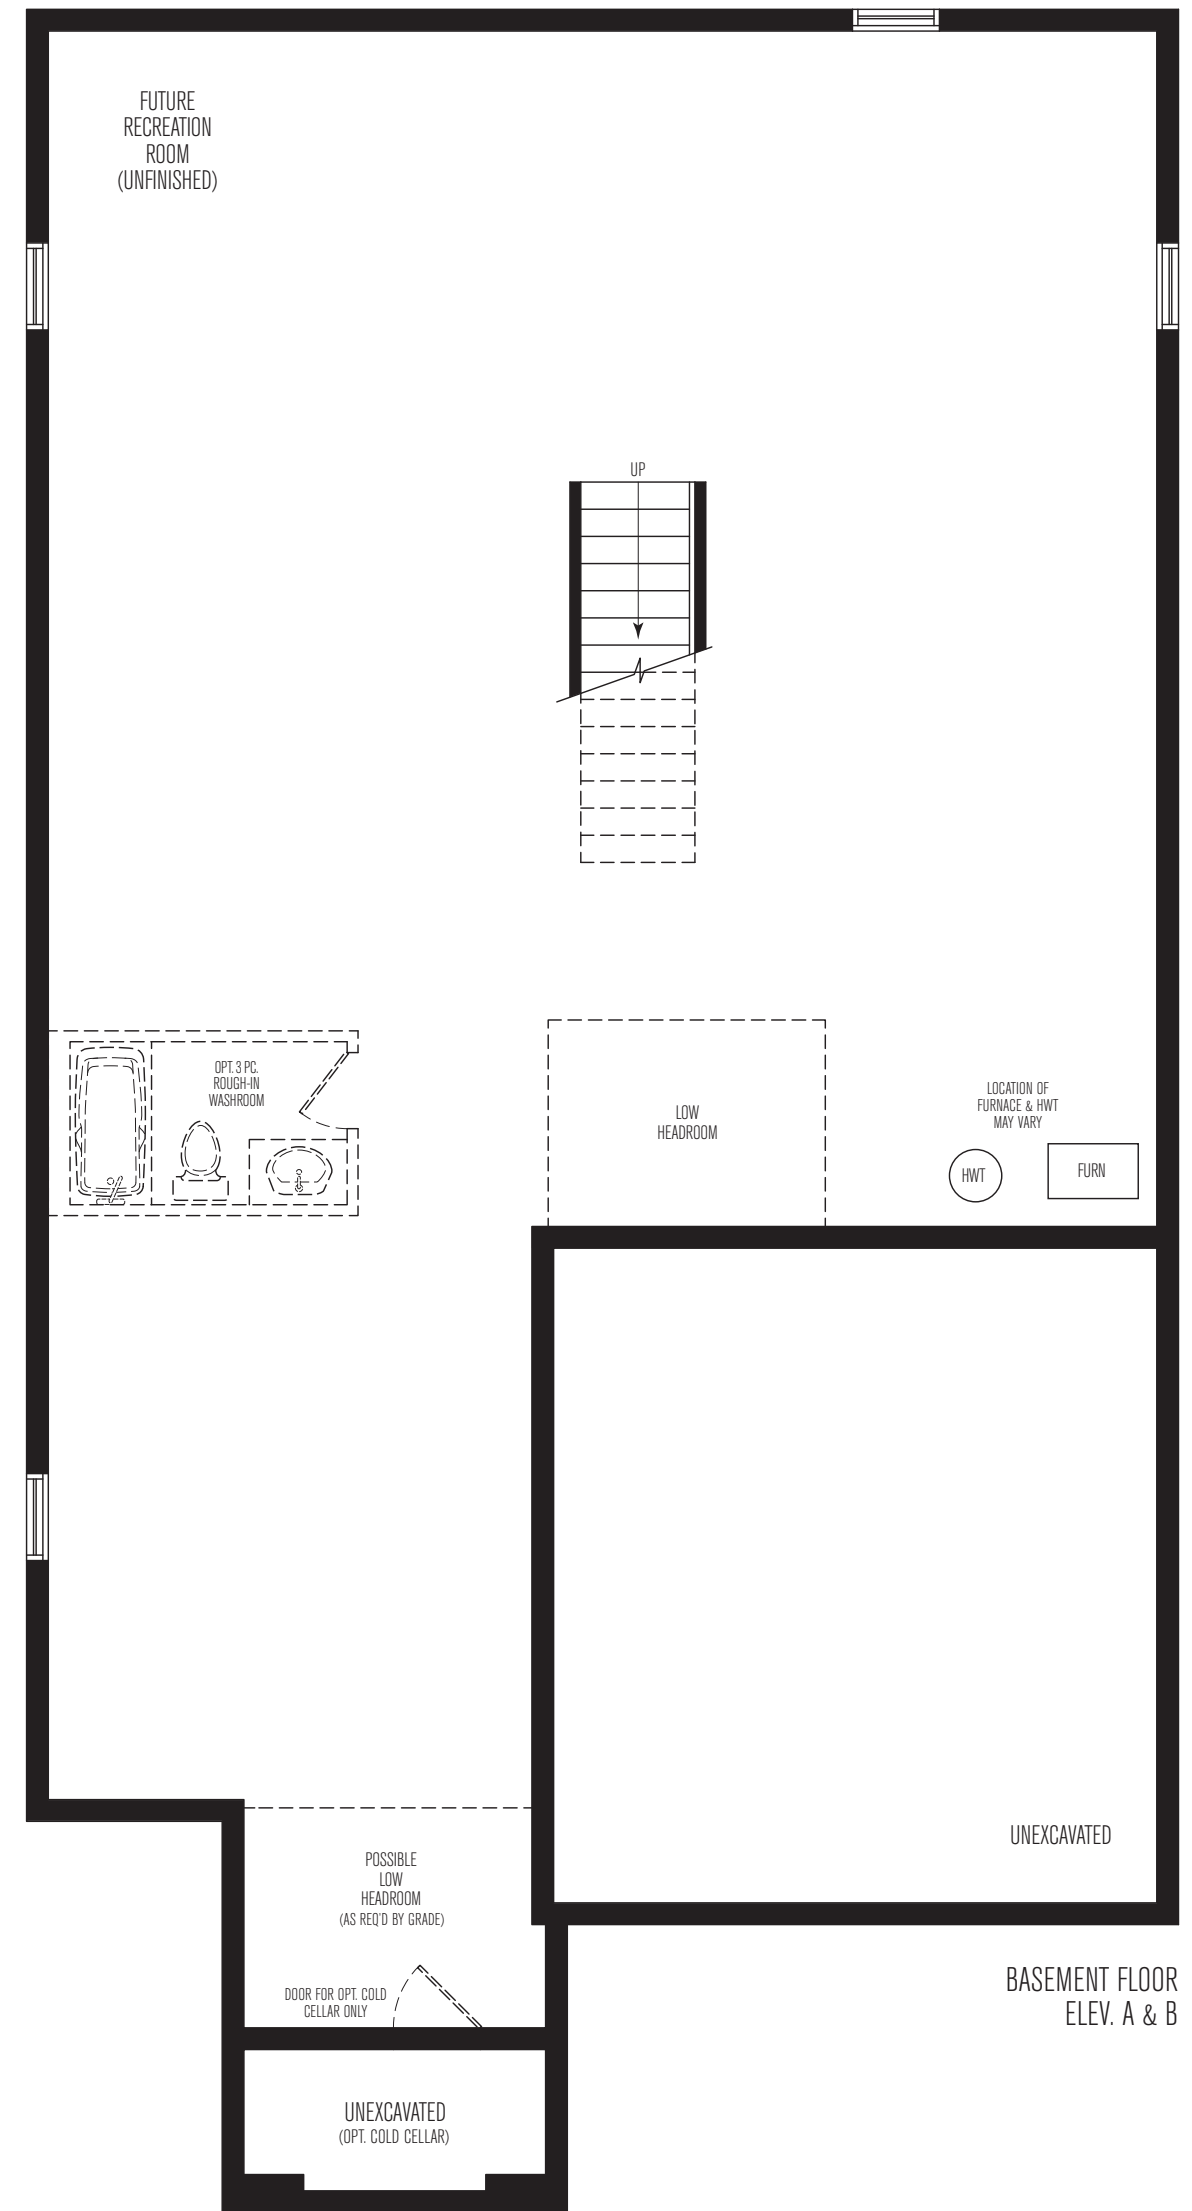 FUTURE
RECREATION
ROOM
(UNFINISHED)
UP
OPT. 3 PC.
ROUGH-IN
WASHROOM
LOW
HEADROOM
LOCATION OF
FURNACE & HWT
MAY VARY
HWT
FURN
UNEXCAVATED
POSSIBLE
LOW
HEADROOM
(AS REQ'D BY GRADE)
DOOR FOR OPT. COLD
CELLAR ONLY
BASEMENT FLOOR
ELEV. A & B
UNEXCAVATED
(OPT. COLD CELLAR)